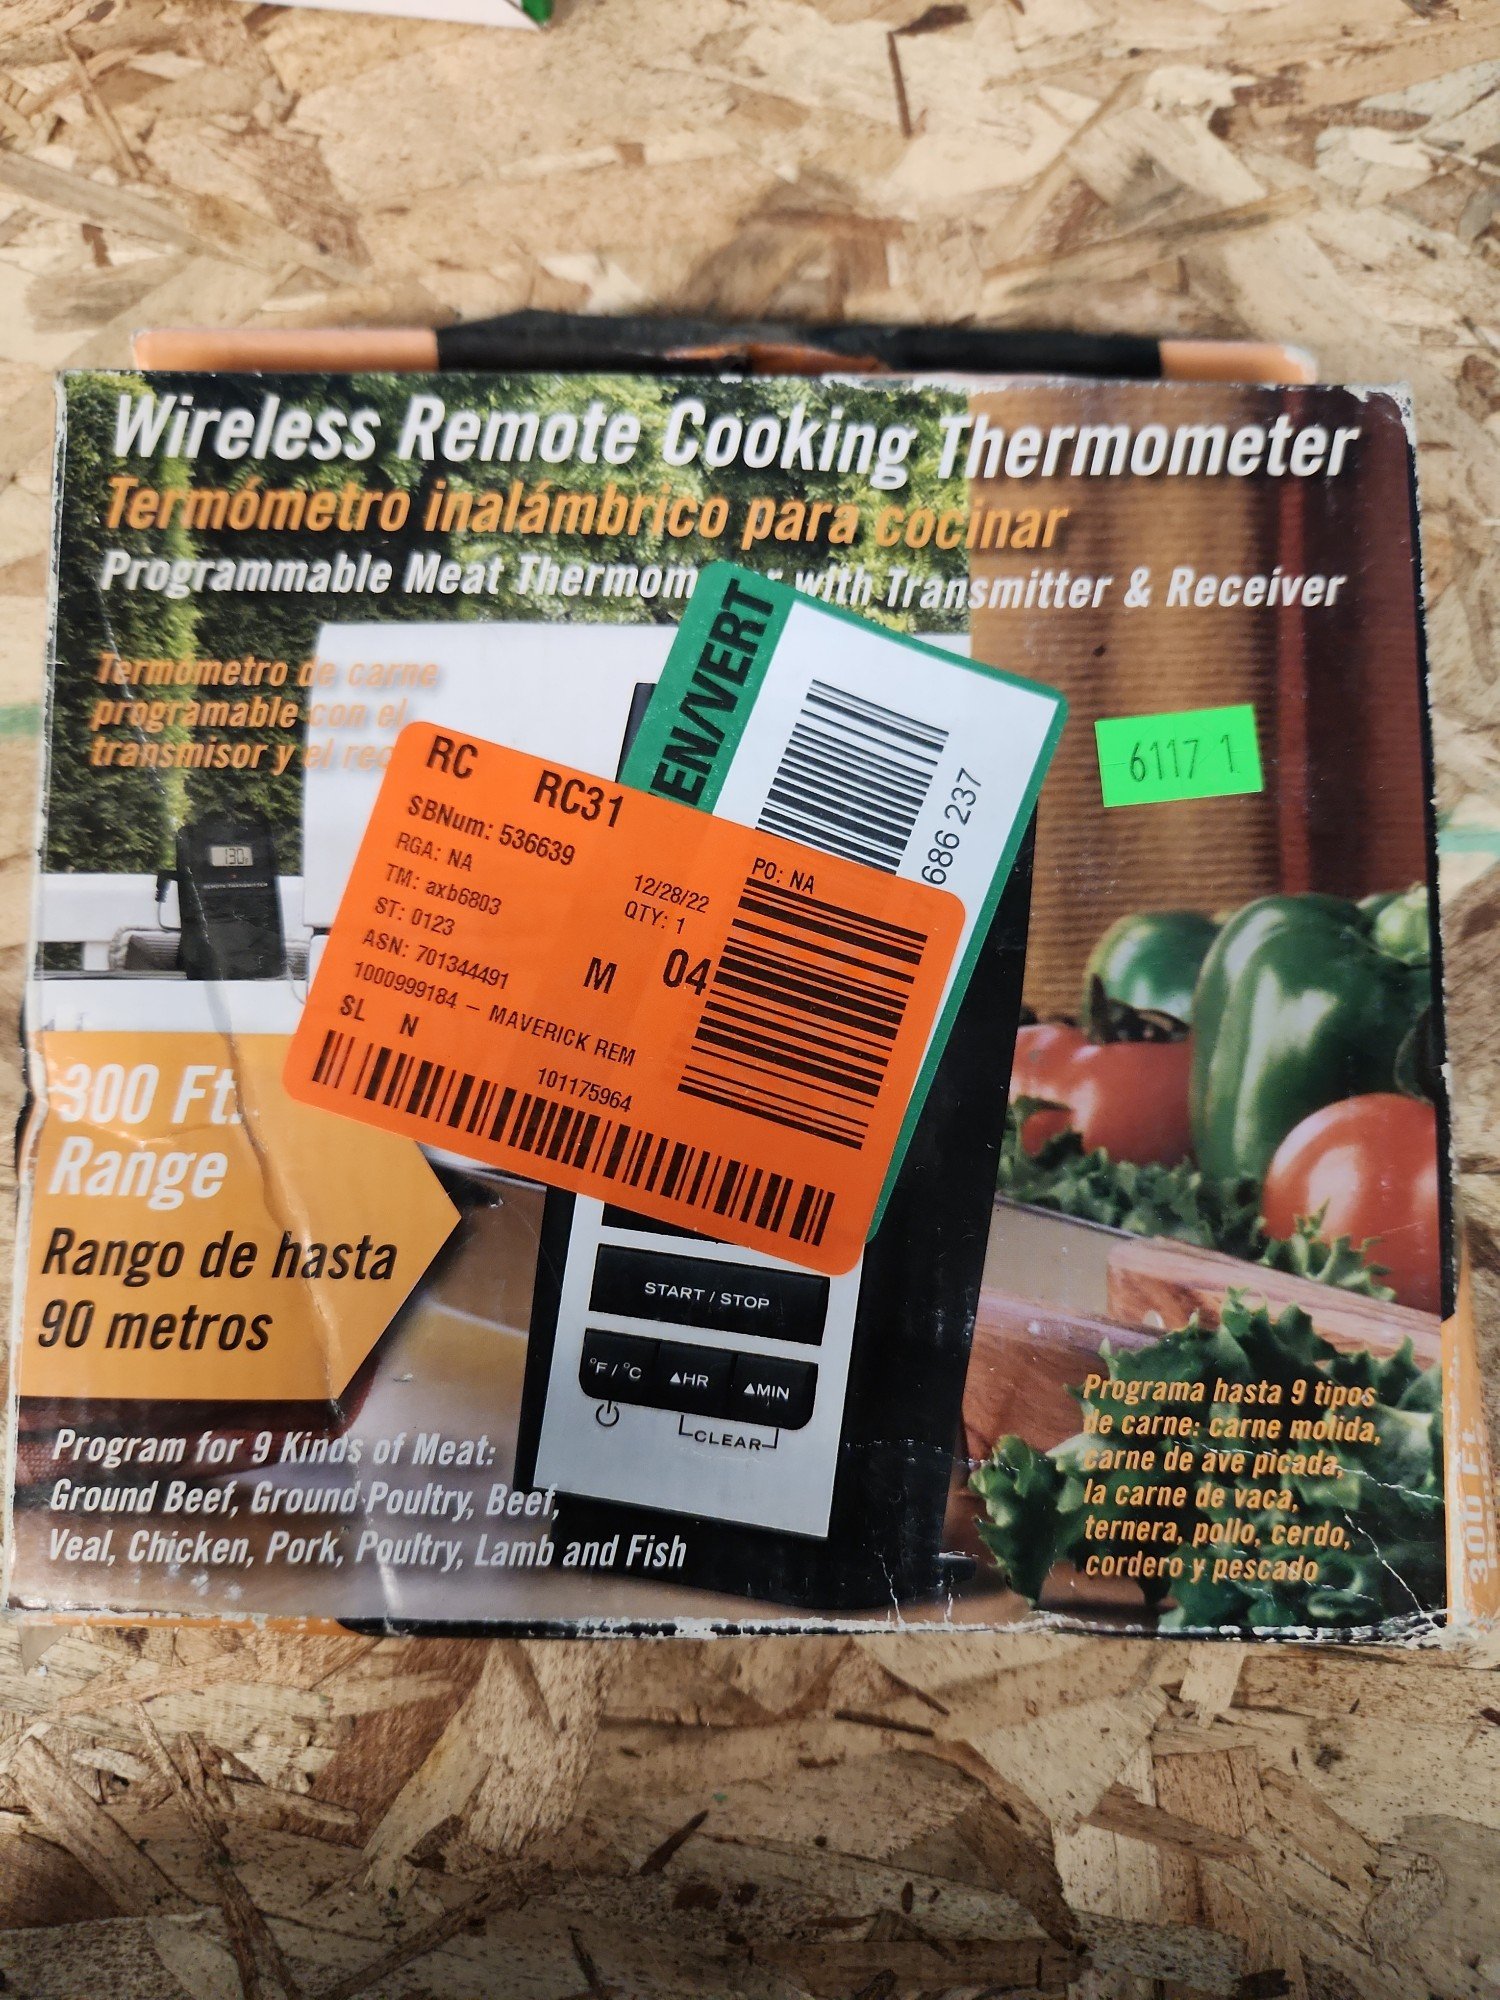 Wireless Remote Cooking Thermometer
Termómetro inalámbrico para cocinar
Programmable Meat Thermom with Transmitter & Receiver
Termómetro de carne
programable con el
transmisor y el rec
EN/VERT
686 237
6117 1
130
REMOTE TRANSMITTER
RC RC31
SBNum: 536639
RGA: NA
TM: axb6803
ST: 0123
ASN: 701344491
1000999184 – MAVERICK REM
SL N
12/28/22
QTY: 1
M 04
PO: NA
101175964
300 Ft.
Range
Rango de hasta
90 metros
START / STOP
°F / °C ▲HR ▲MIN
CLEAR
Program for 9 Kinds of Meat:
Ground Beef, Ground Poultry, Beef,
Veal, Chicken, Pork, Poultry, Lamb and Fish
Programa hasta 9 tipos
de carne: carne molida,
carne de ave picada,
la carne de vaca,
ternera, pollo, cerdo,
cordero y pescado
300 Ft.